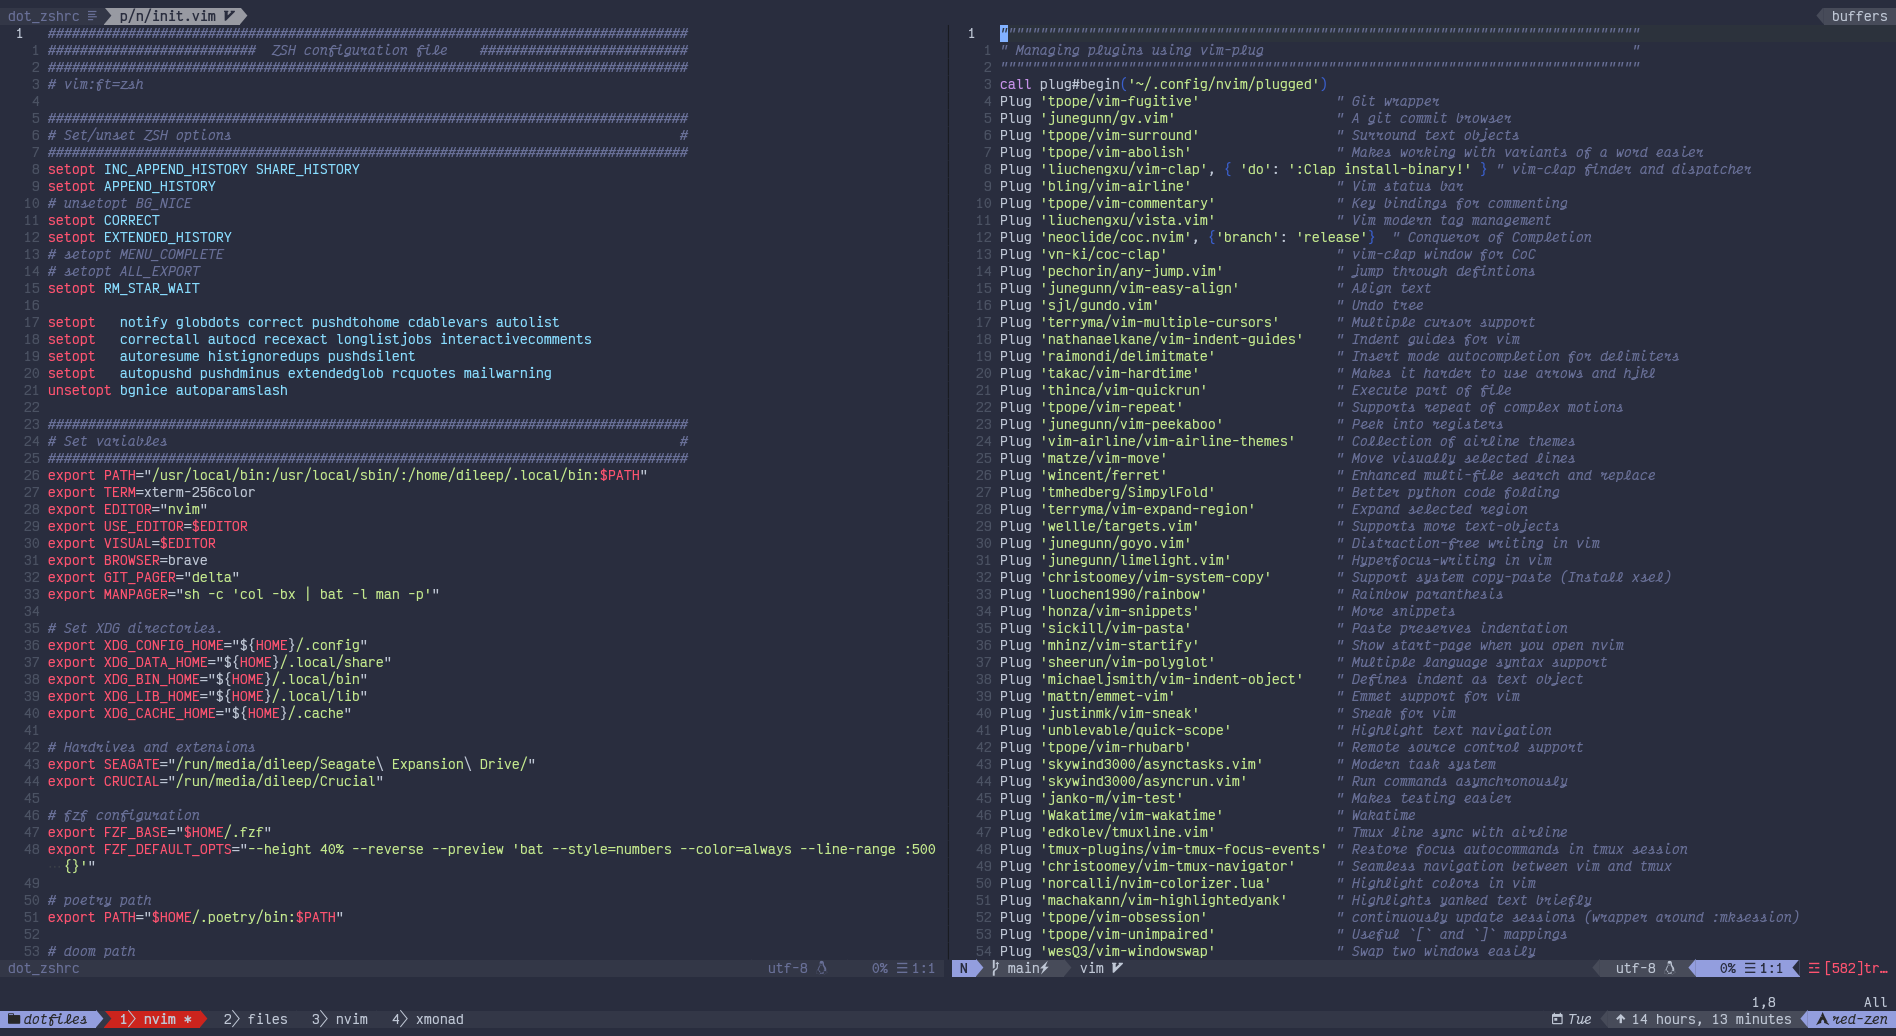 dot_zshrc p/n/init.vim buffers
1 ################################################################################
1 ########################## ZSH configuration file ##########################
2 ################################################################################
3 # vim:ft=zsh
4
5 ################################################################################
6 # Set/unset ZSH options #
7 ################################################################################
8 setopt INC_APPEND_HISTORY SHARE_HISTORY
9 setopt APPEND_HISTORY
10 # unsetopt BG_NICE
11 setopt CORRECT
12 setopt EXTENDED_HISTORY
13 # setopt MENU_COMPLETE
14 # setopt ALL_EXPORT
15 setopt RM_STAR_WAIT
16
17 setopt notify globdots correct pushdtohome cdablevars autolist
18 setopt correctall autocd recexact longlistjobs interactivecomments
19 setopt autoresume histignoredups pushdsilent
20 setopt autopushd pushdminus extendedglob rcquotes mailwarning
21 unsetopt bgnice autoparamslash
22
23 ################################################################################
24 # Set variables #
25 ################################################################################
26 export PATH="/usr/local/bin:/usr/local/sbin/:/home/dileep/.local/bin:$PATH"
27 export TERM=xterm-256color
28 export EDITOR="nvim"
29 export USE_EDITOR=$EDITOR
30 export VISUAL=$EDITOR
31 export BROWSER=brave
32 export GIT_PAGER="delta"
33 export MANPAGER="sh -c 'col -bx | bat -l man -p'"
34
35 # Set XDG directories.
36 export XDG_CONFIG_HOME="${HOME}/.config"
37 export XDG_DATA_HOME="${HOME}/.local/share"
38 export XDG_BIN_HOME="${HOME}/.local/bin"
39 export XDG_LIB_HOME="${HOME}/.local/lib"
40 export XDG_CACHE_HOME="${HOME}/.cache"
41
42 # Hardrives and extensions
43 export SEAGATE="/run/media/dileep/Seagate\ Expansion\ Drive/"
44 export CRUCIAL="/run/media/dileep/Crucial"
45
46 # fzf configuration
47 export FZF_BASE="$HOME/.fzf"
48 export FZF_DEFAULT_OPTS="--height 40% --reverse --preview 'bat --style=numbers --color=always --line-range :500
{}'"
49
50 # poetry path
51 export PATH="$HOME/.poetry/bin:$PATH"
52
53 # doom path
dot_zshrc utf-8 0% 1:1
1 """"""""""""""""""""""""""""""""""""""""""""""""""""""""""""""""""""""""""""""""
1 " Managing plugins using vim-plug "
2 """"""""""""""""""""""""""""""""""""""""""""""""""""""""""""""""""""""""""""""""
3 call plug#begin('~/.config/nvim/plugged')
4 Plug 'tpope/vim-fugitive' " Git wrapper
5 Plug 'junegunn/gv.vim' " A git commit browser
6 Plug 'tpope/vim-surround' " Surround text objects
7 Plug 'tpope/vim-abolish' " Makes working with variants of a word easier
8 Plug 'liuchengxu/vim-clap', { 'do': ':Clap install-binary!' } " vim-clap finder and dispatcher
9 Plug 'bling/vim-airline' " Vim status bar
10 Plug 'tpope/vim-commentary' " Key bindings for commenting
11 Plug 'liuchengxu/vista.vim' " Vim modern tag management
12 Plug 'neoclide/coc.nvim', {'branch': 'release'} " Conqueror of Completion
13 Plug 'vn-ki/coc-clap' " vim-clap window for CoC
14 Plug 'pechorin/any-jump.vim' " jump through defintions
15 Plug 'junegunn/vim-easy-align' " Align text
16 Plug 'sjl/gundo.vim' " Undo tree
17 Plug 'terryma/vim-multiple-cursors' " Multiple cursor support
18 Plug 'nathanaelkane/vim-indent-guides' " Indent guides for vim
19 Plug 'raimondi/delimitmate' " Insert mode autocompletion for delimiters
20 Plug 'takac/vim-hardtime' " Makes it harder to use arrows and hjkl
21 Plug 'thinca/vim-quickrun' " Execute part of file
22 Plug 'tpope/vim-repeat' " Supports repeat of complex motions
23 Plug 'junegunn/vim-peekaboo' " Peek into registers
24 Plug 'vim-airline/vim-airline-themes' " Collection of airline themes
25 Plug 'matze/vim-move' " Move visually selected lines
26 Plug 'wincent/ferret' " Enhanced multi-file search and replace
27 Plug 'tmhedberg/SimpylFold' " Better python code folding
28 Plug 'terryma/vim-expand-region' " Expand selected region
29 Plug 'wellle/targets.vim' " Supports more text-objects
30 Plug 'junegunn/goyo.vim' " Distraction-free writing in vim
31 Plug 'junegunn/limelight.vim' " Hyperfocus-writing in vim
32 Plug 'christoomey/vim-system-copy' " Support system copy-paste (Install xsel)
33 Plug 'luochen1990/rainbow' " Rainbow paranthesis
34 Plug 'honza/vim-snippets' " More snippets
35 Plug 'sickill/vim-pasta' " Paste preserves indentation
36 Plug 'mhinz/vim-startify' " Show start-page when you open nvim
37 Plug 'sheerun/vim-polyglot' " Multiple language syntax support
38 Plug 'michaeljsmith/vim-indent-object' " Defines indent as text object
39 Plug 'mattn/emmet-vim' " Emmet support for vim
40 Plug 'justinmk/vim-sneak' " Sneak for vim
41 Plug 'unblevable/quick-scope' " Highlight text navigation
42 Plug 'tpope/vim-rhubarb' " Remote source control support
43 Plug 'skywind3000/asynctasks.vim' " Modern task system
44 Plug 'skywind3000/asyncrun.vim' " Run commands asynchronously
45 Plug 'janko-m/vim-test' " Makes testing easier
46 Plug 'Wakatime/vim-wakatime' " Wakatime
47 Plug 'edkolev/tmuxline.vim' " Tmux line sync with airline
48 Plug 'tmux-plugins/vim-tmux-focus-events' " Restore focus autocommands in tmux session
49 Plug 'christoomey/vim-tmux-navigator' " Seamless navigation between vim and tmux
50 Plug 'norcalli/nvim-colorizer.lua' " Highlight colors in vim
51 Plug 'machakann/vim-highlightedyank' " Highlights yanked text briefly
52 Plug 'tpope/vim-obsession' " continuously update sessions (wrapper around :mksession)
53 Plug 'tpope/vim-unimpaired' " Useful `[` and `]` mappings
54 Plug 'wesQ3/vim-windowswap' " Swap two windows easily
N main vim utf-8 0% 1:1 [582]tr…
1,8 All
dotfiles 1 nvim * 2 files 3 nvim 4 xmonad Tue 14 hours, 13 minutes red-zen